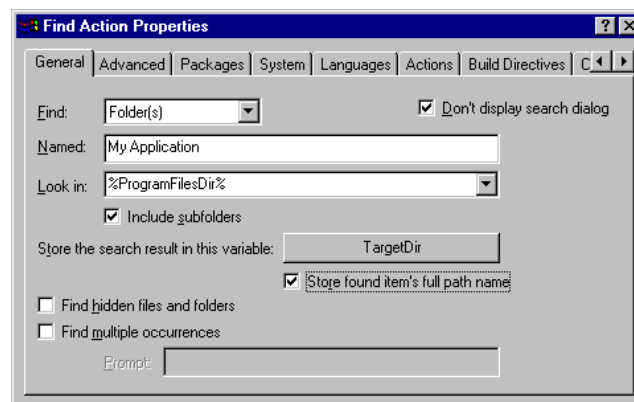 Find Action Properties
General Advanced Packages System Languages Actions Build Directives
Find: Folder(s) Don't display search dialog
Named: My Application
Look in: %ProgramFilesDir%
Include subfolders
Store the search result in this variable: TargetDir
Store found item's full path name
Find hidden files and folders
Find multiple occurrences
Prompt: